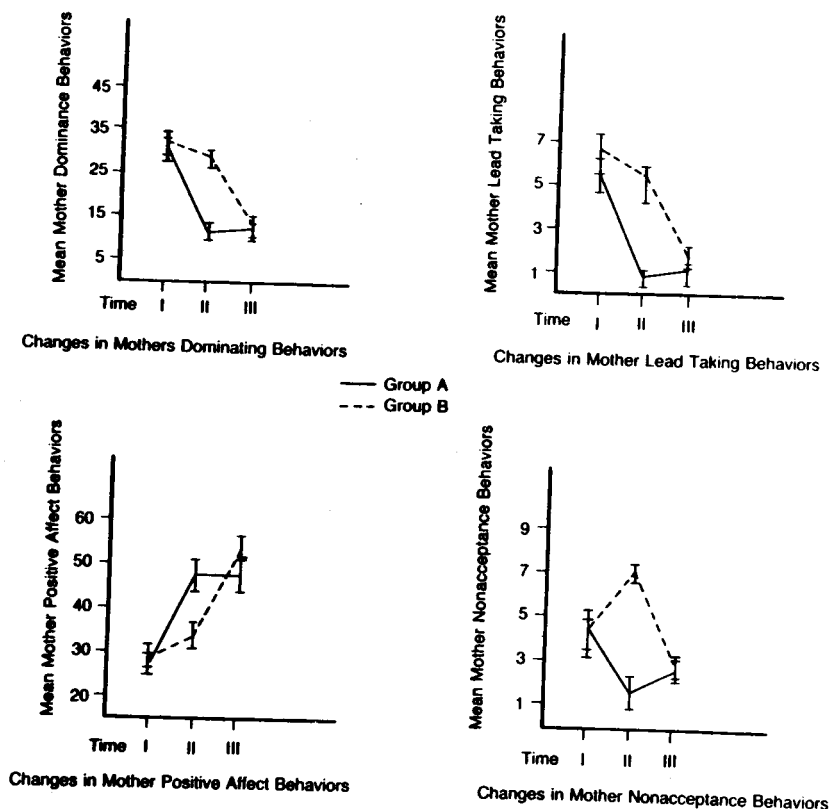 Mean Mother Dominance Behaviors
45
35
25
15
5
Time I II III
Changes in Mothers Dominating Behaviors
Mean Mother Lead Taking Behaviors
7
5
3
1
Time I II III
Changes in Mother Lead Taking Behaviors
Group A
Group B
Mean Mother Positive Affect Behaviors
60
50
40
30
20
Time I II III
Changes in Mother Positive Affect Behaviors
Mean Mother Nonacceptance Behaviors
9
7
5
3
1
Time I II III
Changes in Mother Nonacceptance Behaviors